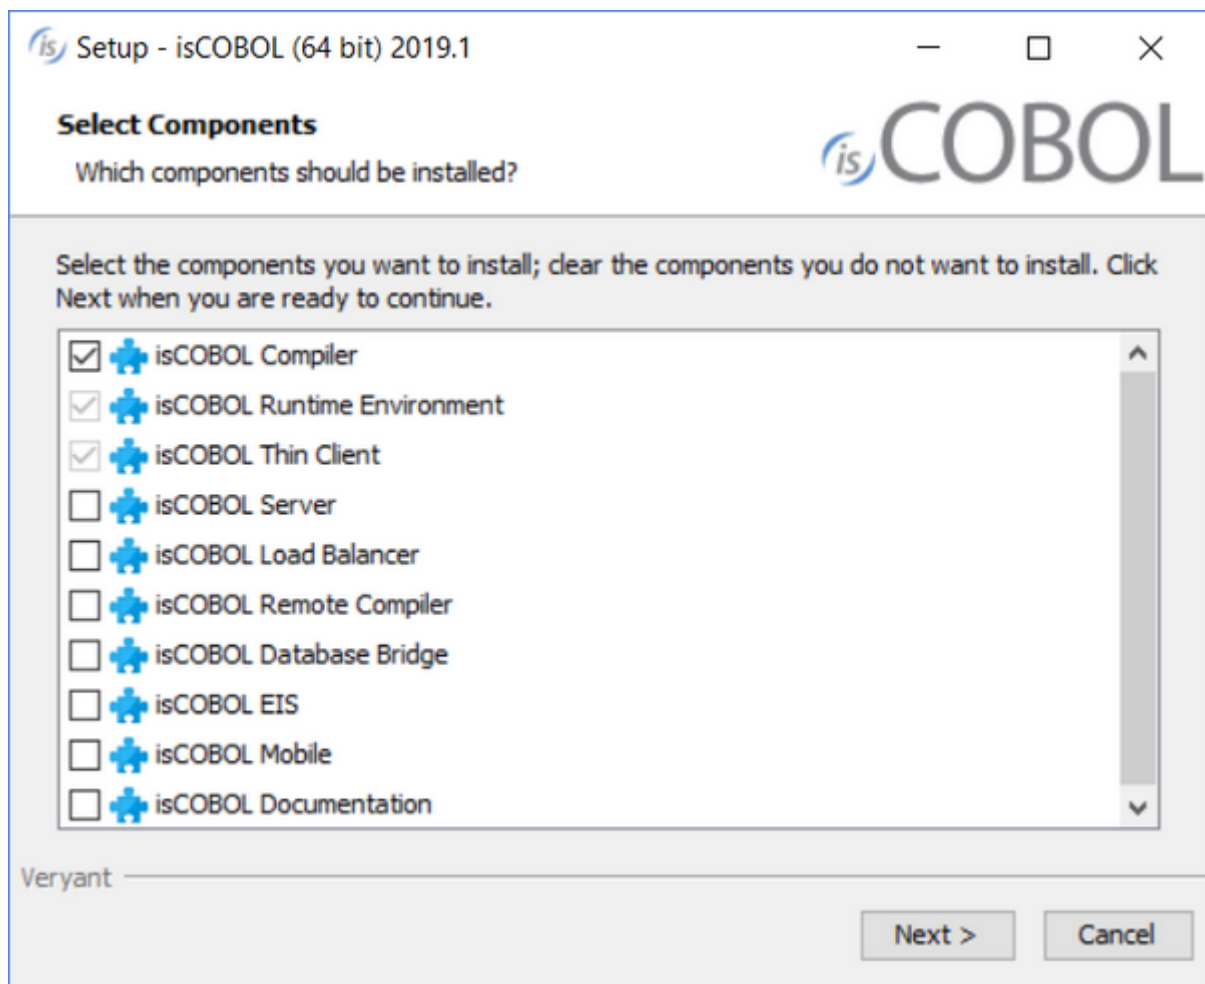 is Setup - isCOBOL (64 bit) 2019.1
Select Components
Which components should be installed?
isCOBOL
Select the components you want to install; clear the components you do not want to install. Click
Next when you are ready to continue.
isCOBOL Compiler
isCOBOL Runtime Environment
isCOBOL Thin Client
isCOBOL Server
isCOBOL Load Balancer
isCOBOL Remote Compiler
isCOBOL Database Bridge
isCOBOL EIS
isCOBOL Mobile
isCOBOL Documentation
Veryant
Next >
Cancel